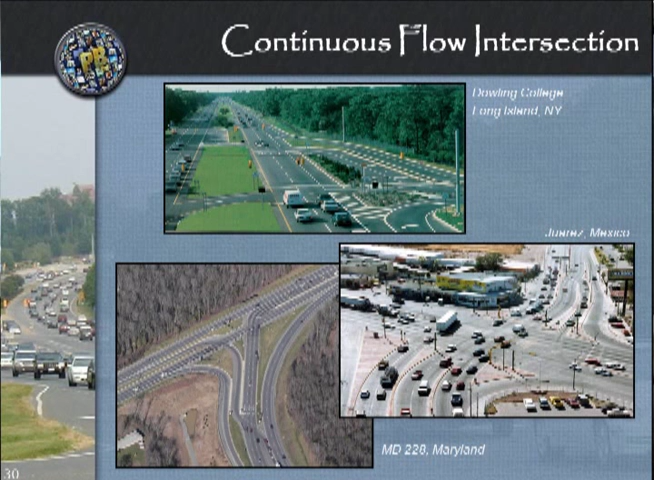 Continuous Flow Intersection
PB
Dowling College
Long Island, NY
Juarez, Mexico
MD 228, Maryland
30